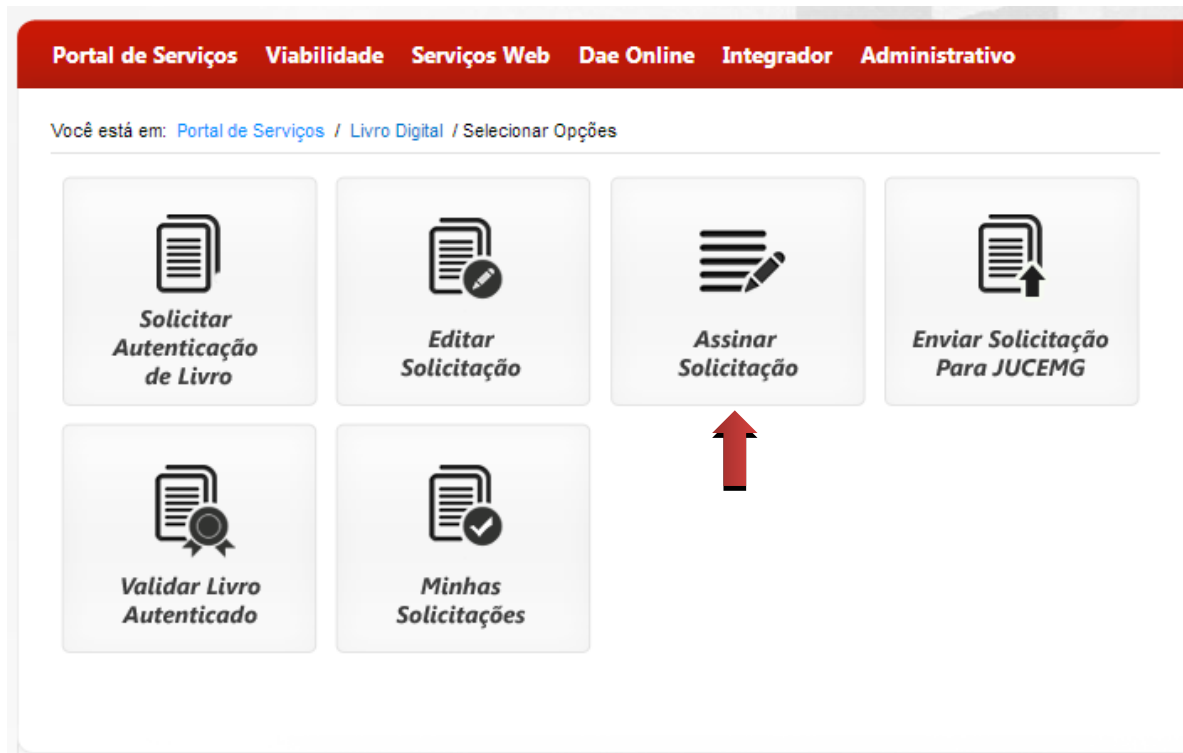 Portal de Serviços Viabilidade Serviços Web Dae Online Integrador Administrativo
Você está em: Portal de Serviços / Livro Digital / Selecionar Opções
Solicitar
Autenticação
de Livro
Editar
Solicitação
Assinar
Solicitação
Enviar Solicitação
Para JUCEMG
Validar Livro
Autenticado
Minhas
Solicitações